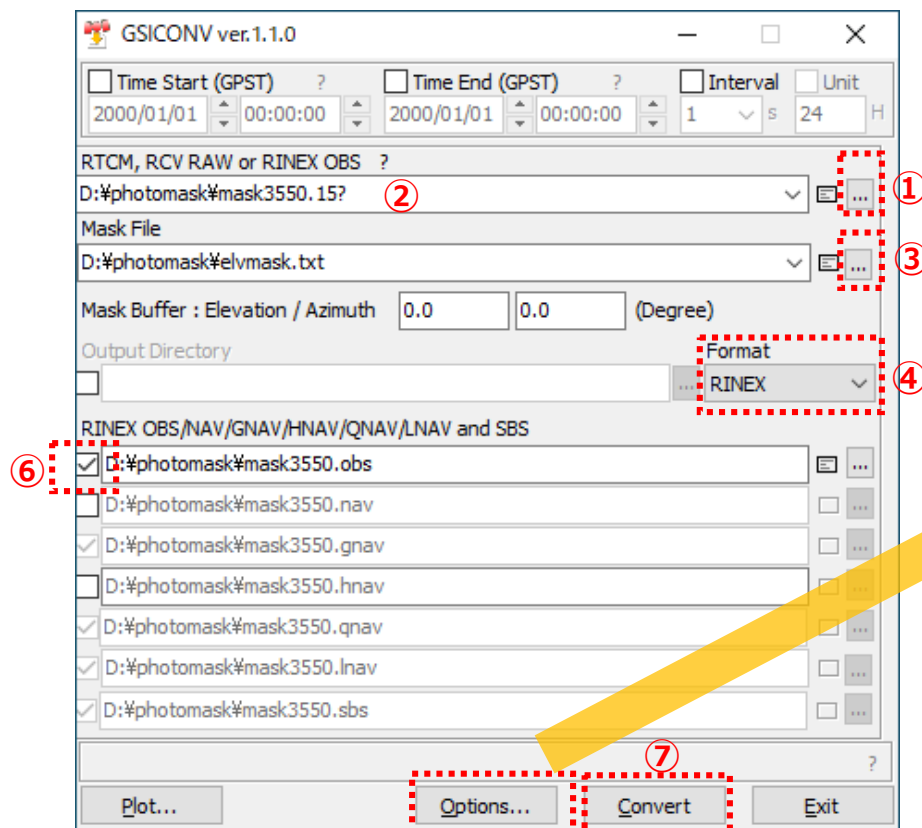 GSICONV ver.1.1.0
Time Start (GPST) ? Time End (GPST) ? Interval Unit
2000/01/01 00:00:00 2000/01/01 00:00:00 1 s 24 H
RTCM, RCV RAW or RINEX OBS ?
D:¥photomask¥mask3550.15? ② ... ①
Mask File
D:¥photomask¥elvmask.txt ... ③
Mask Buffer : Elevation / Azimuth 0.0 0.0 (Degree)
Output Directory Format
... RINEX ④
RINEX OBS/NAV/GNAV/HNAV/QNAV/LNAV and SBS
⑥ D:¥photomask¥mask3550.obs ...
D:¥photomask¥mask3550.nav ...
D:¥photomask¥mask3550.gnav ...
D:¥photomask¥mask3550.hnav ...
D:¥photomask¥mask3550.qnav ...
D:¥photomask¥mask3550.lnav ...
D:¥photomask¥mask3550.sbs ...
⑦ ?
Plot... Options... Convert Exit